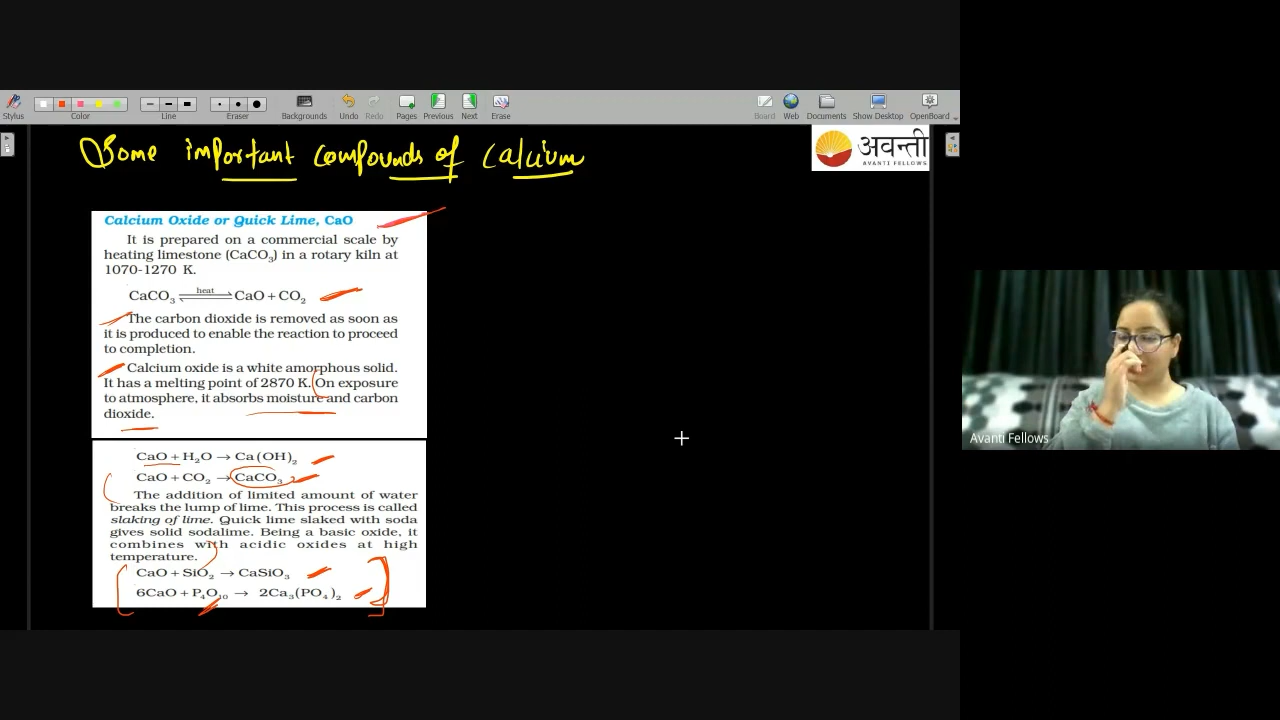 Stylus
Color
Line
Eraser
Backgrounds
Undo
Redo
Pages
Previous
Next
Erase
Board
Web
Documents
Show Desktop
OpenBoard
Some important compounds of calcium
अवन्ती
AVANTI FELLOWS
Calcium Oxide or Quick Lime, CaO
It is prepared on a commercial scale by
heating limestone (CaCO₃) in a rotary kiln at
1070-1270 K.
heat
CaCO₃ ⇌ CaO + CO₂
The carbon dioxide is removed as soon as
it is produced to enable the reaction to proceed
to completion.
Calcium oxide is a white amorphous solid.
It has a melting point of 2870 K. On exposure
to atmosphere, it absorbs moisture and carbon
dioxide.
CaO + H₂O → Ca(OH)₂
CaO + CO₂ → CaCO₃
The addition of limited amount of water
breaks the lump of lime. This process is called
slaking of lime. Quick lime slaked with soda
gives solid sodalime. Being a basic oxide, it
combines with acidic oxides at high
temperature.
CaO + SiO₂ → CaSiO₃
6CaO + P₄O₁₀ → 2Ca₃(PO₄)₂
Avanti Fellows